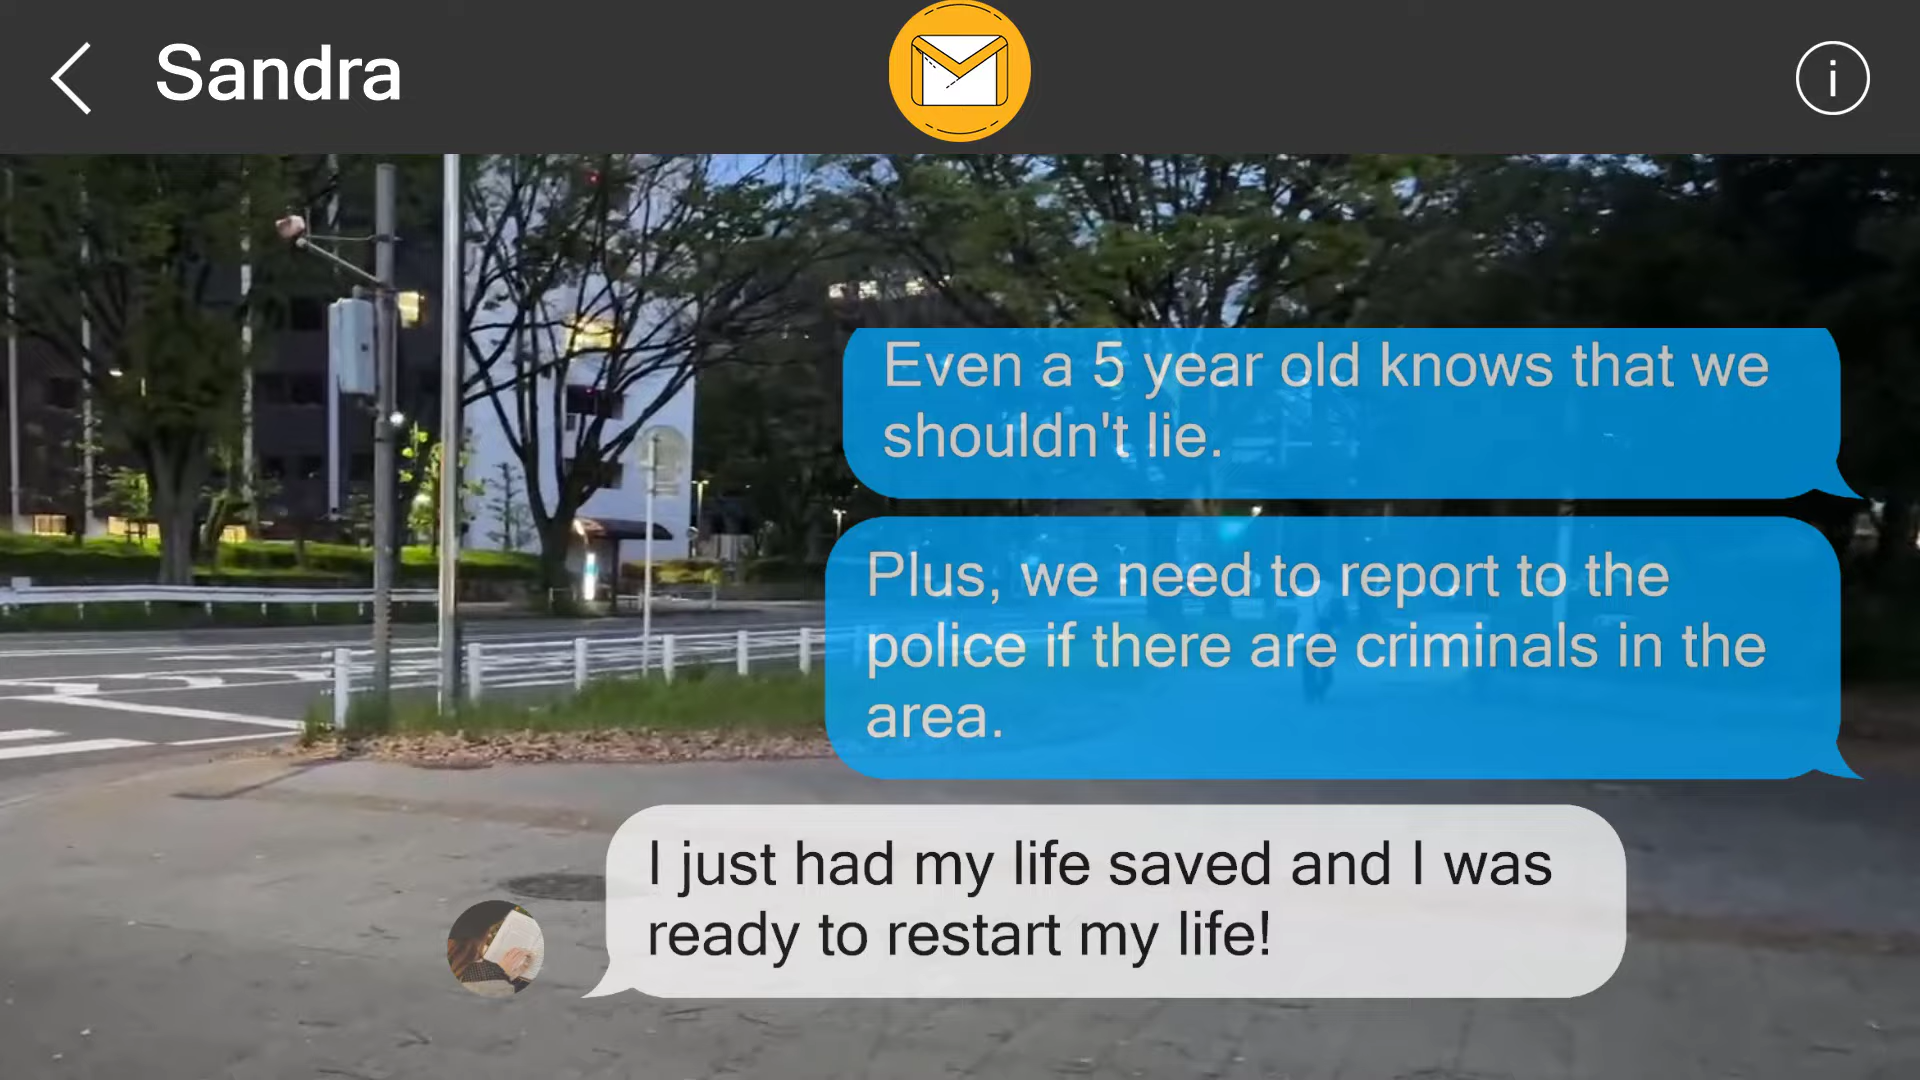 Sandra
i
Even a 5 year old knows that we
shouldn't lie.
Plus, we need to report to the
police if there are criminals in the
area.
I just had my life saved and I was
ready to restart my life!